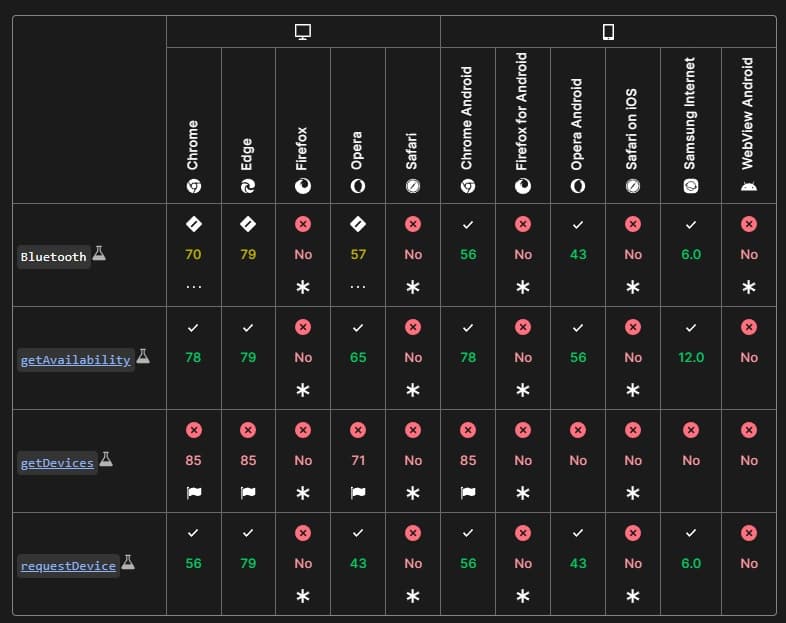 Chrome
Edge
Firefox
Opera
Safari
Chrome Android
Firefox for Android
Opera Android
Safari on iOS
Samsung Internet
WebView Android
Bluetooth
70 79 No 57 No 56 No 43 No 6.0 No
... * ... * * * *
getAvailability
78 79 No 65 No 78 No 56 No 12.0 No
* * * *
getDevices
85 85 No 71 No 85 No No No No No
* * * *
requestDevice
56 79 No 43 No 56 No 43 No 6.0 No
* * * *